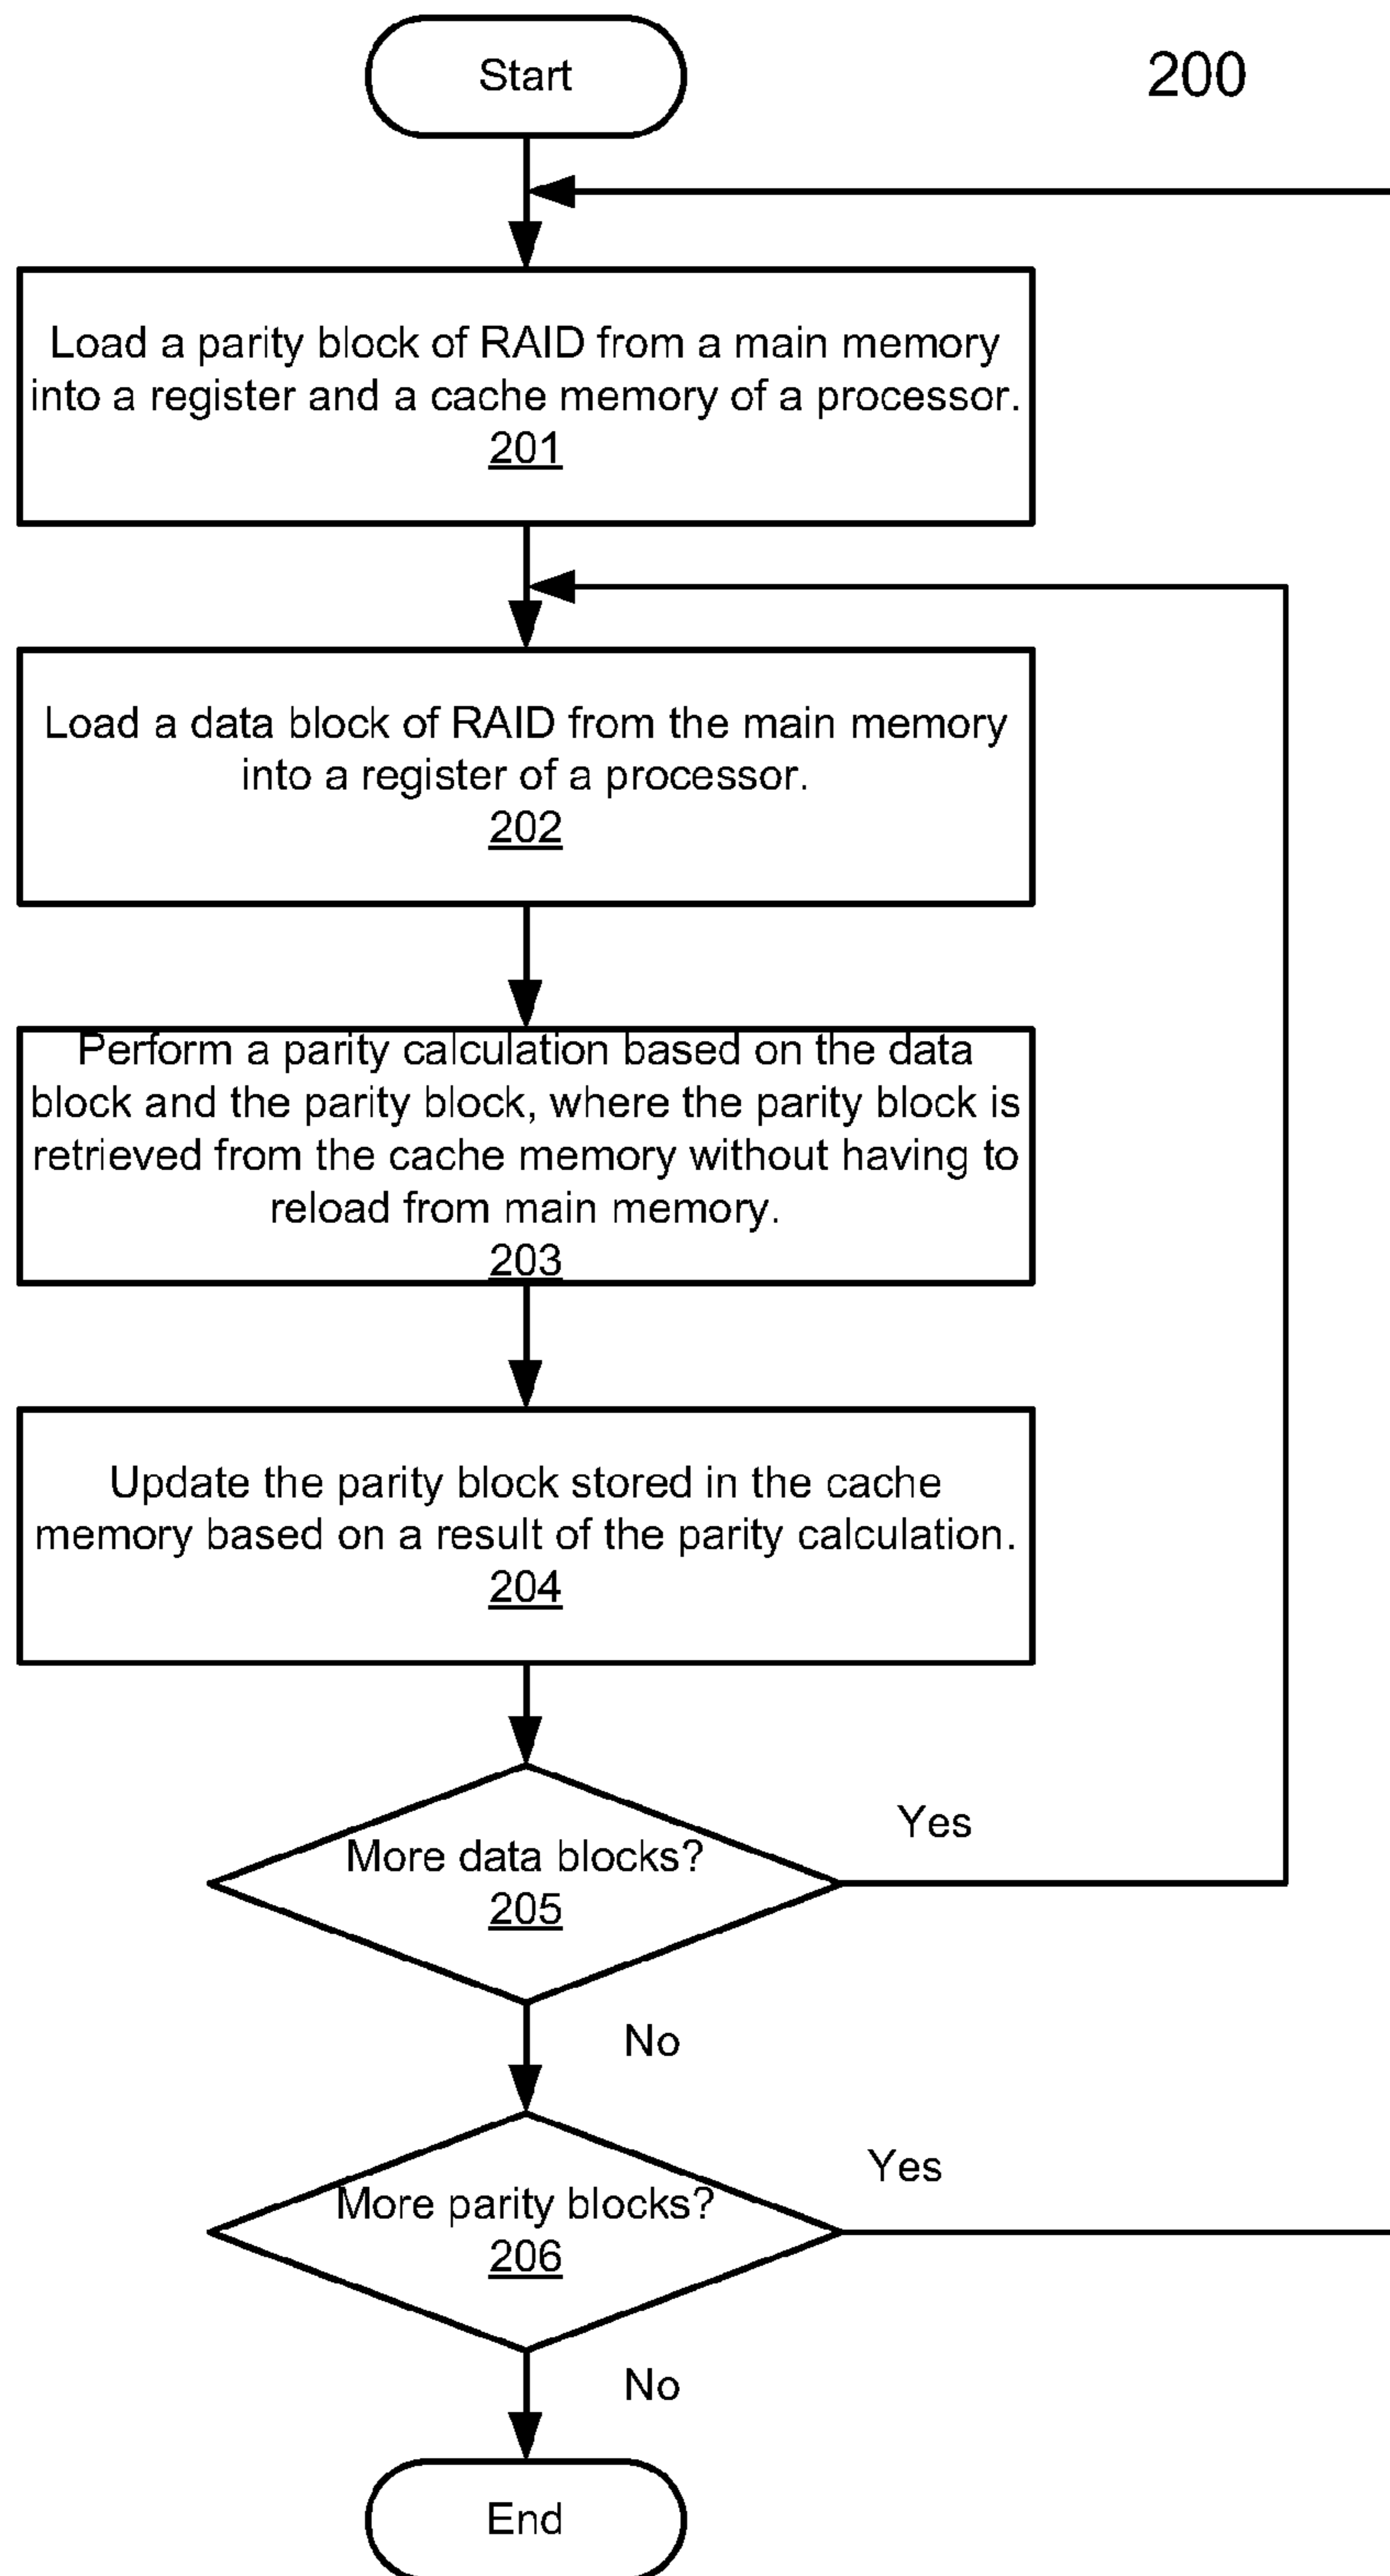 Start
200
Load a parity block of RAID from a main memory
into a register and a cache memory of a processor.
201
Load a data block of RAID from the main memory
into a register of a processor.
202
Perform a parity calculation based on the data
block and the parity block, where the parity block is
retrieved from the cache memory without having to
reload from main memory.
203
Update the parity block stored in the cache
memory based on a result of the parity calculation.
204
More data blocks?
205
Yes
No
More parity blocks?
206
Yes
No
End